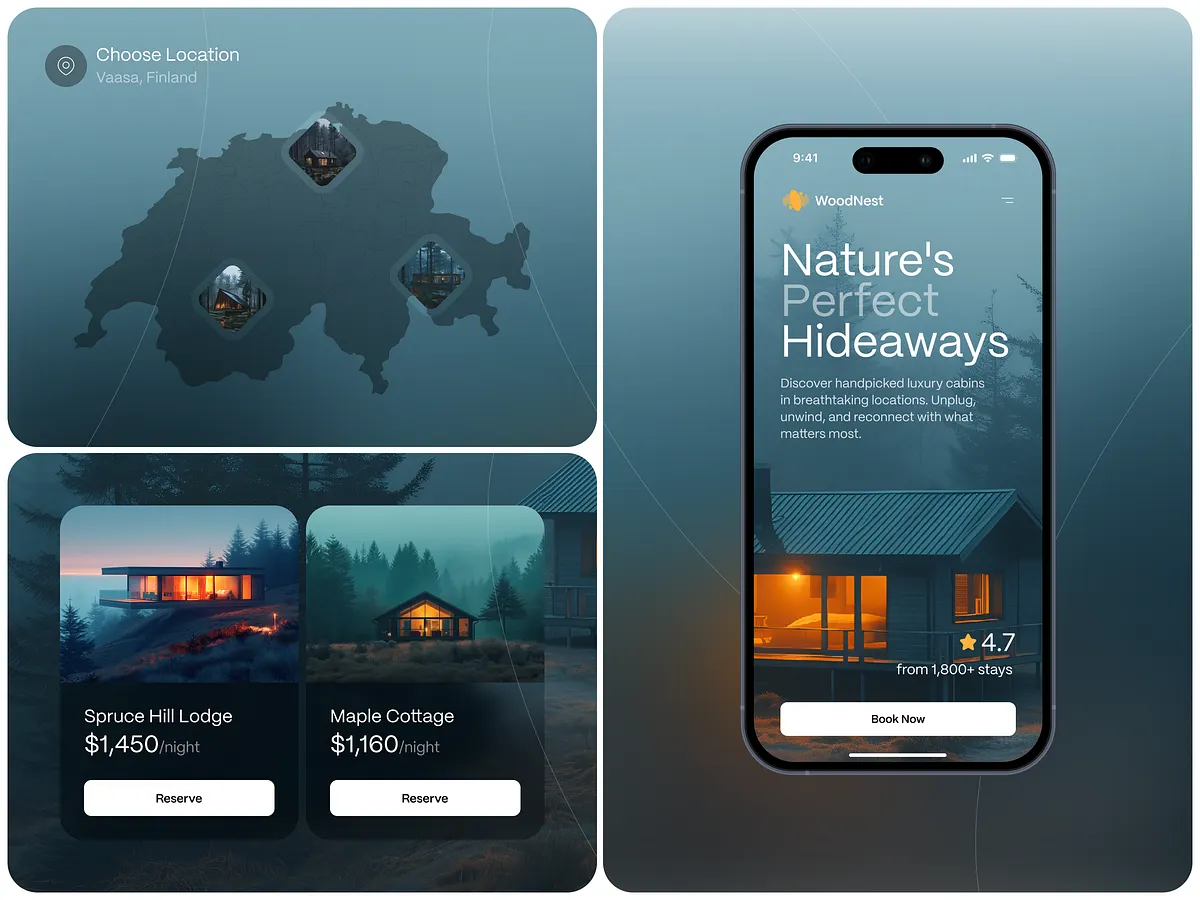 Choose Location
Vaasa, Finland
Spruce Hill Lodge
$1,450/night
Reserve
Maple Cottage
$1,160/night
Reserve
9:41
WoodNest
Nature's
Perfect
Hideaways
Discover handpicked luxury cabins
in breathtaking locations. Unplug,
unwind, and reconnect with what
matters most.
4.7
from 1,800+ stays
Book Now